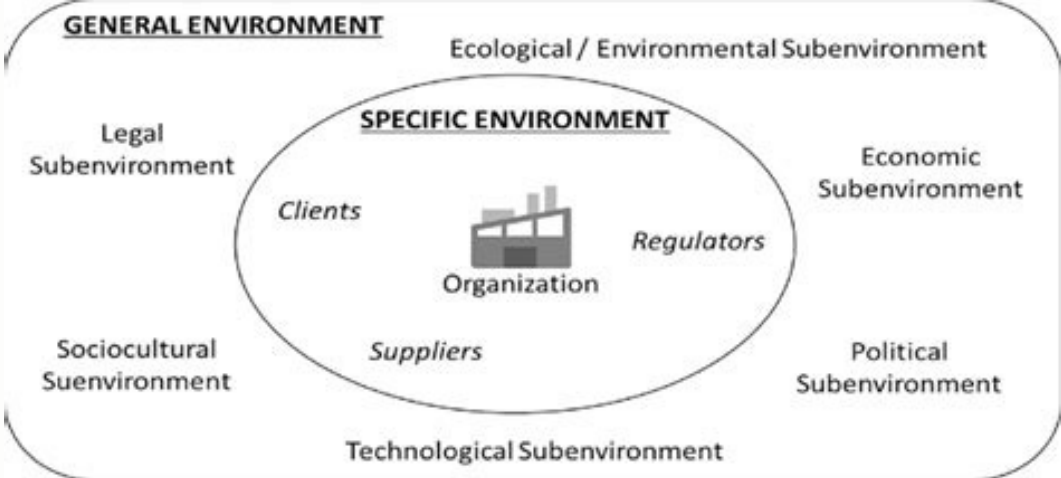 GENERAL ENVIRONMENT
Ecological / Environmental Subenvironment
SPECIFIC ENVIRONMENT
Legal
Subenvironment
Economic
Subenvironment
Clients
Regulators
Organization
Sociocultural
Suenvironment
Suppliers
Political
Subenvironment
Technological Subenvironment